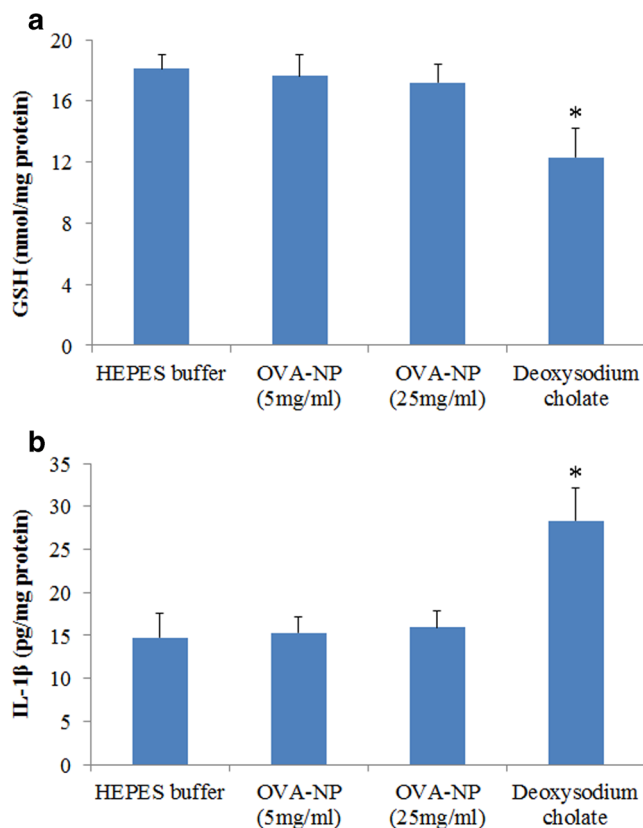 a
GSH (nmol/mg protein)
20
16
12
8
4
0
*
HEPES buffer
OVA-NP
(5mg/ml)
OVA-NP
(25mg/ml)
Deoxysodium
cholate
b
IL-1β (pg/mg protein)
35
30
25
20
15
10
5
0
*
HEPES buffer
OVA-NP
(5mg/ml)
OVA-NP
(25mg/ml)
Deoxysodium
cholate